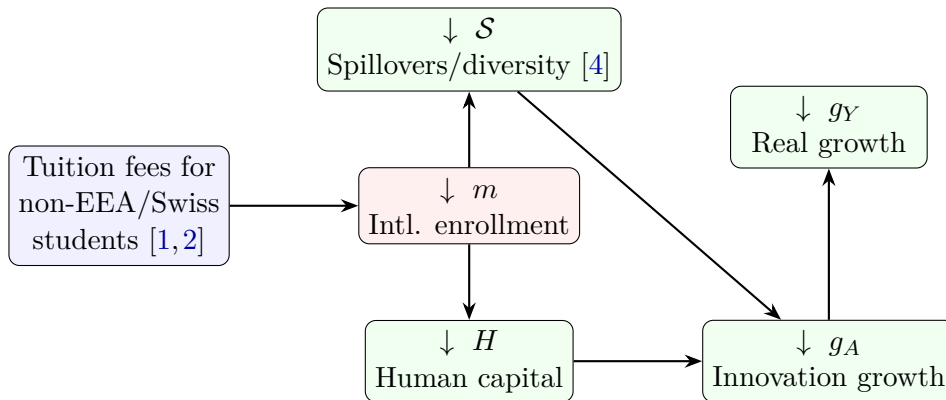 ↓ 𝒮
Spillovers/diversity [4]
↓ g_Y
Real growth
Tuition fees for
non-EEA/Swiss
students [1,2]
↓ m
Intl. enrollment
↓ H
Human capital
↓ g_A
Innovation growth